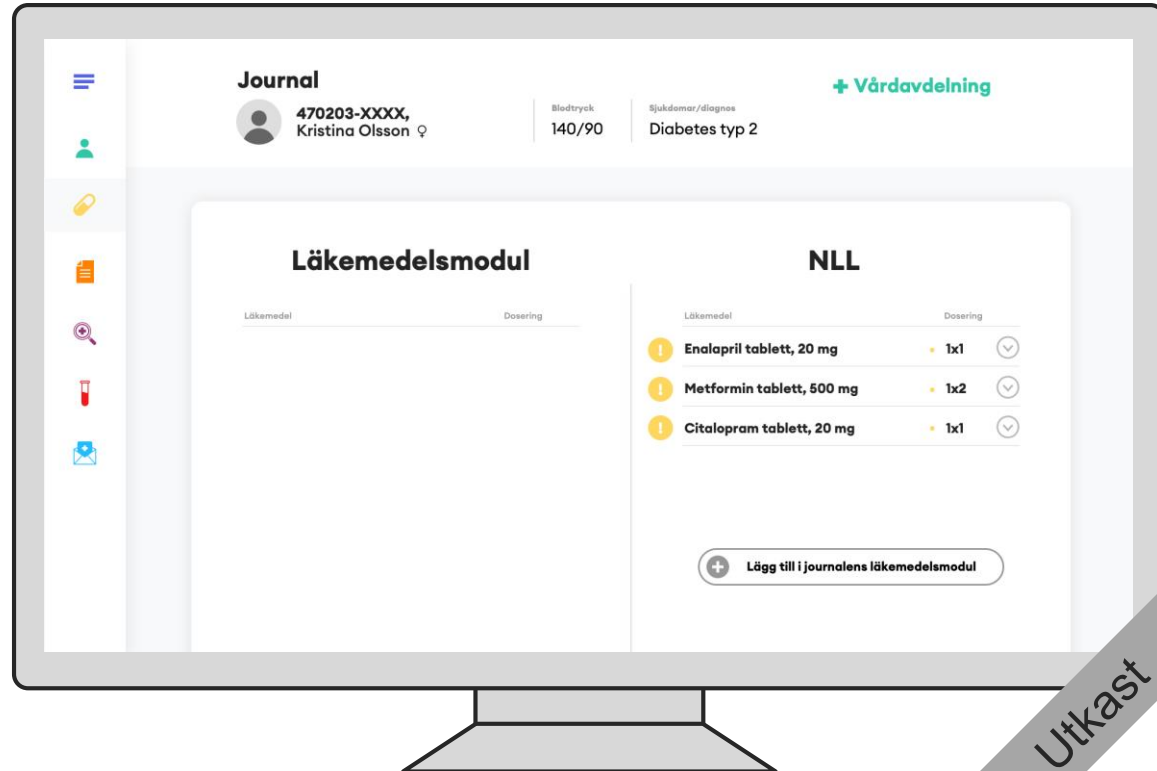 Journal
470203-XXXX,
Kristina Olsson ♀
Blodtryck
140/90
Sjukdomar/diagnos
Diabetes typ 2
+ Vårdavdelning
Läkemedelsmodul
Läkemedel Dosering
NLL
Läkemedel Dosering
! Enalapril tablett, 20 mg 1x1
! Metformin tablett, 500 mg 1x2
! Citalopram tablett, 20 mg 1x1
Lägg till i journalens läkemedelsmodul
Utkast